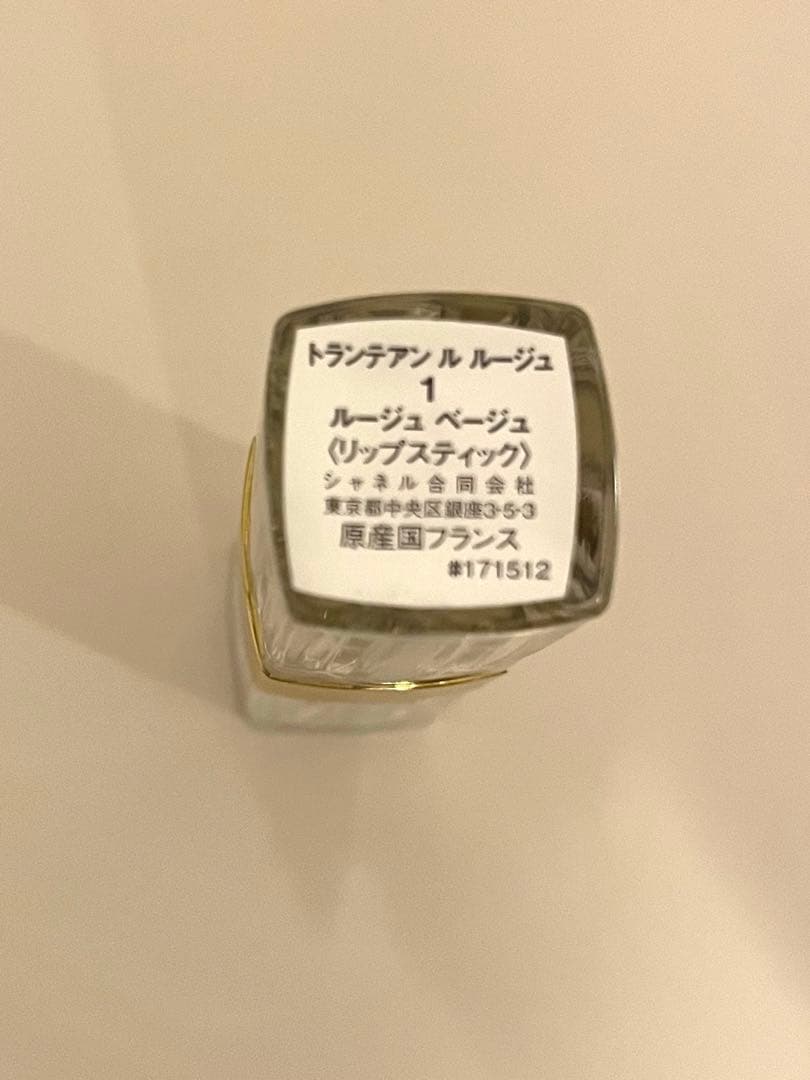 トランテアン ル ルージュ
1
ルージュ ベージュ
〈リップスティック〉
シャネル合同会社
東京都中央区銀座3-5-3
原産国フランス
#171512